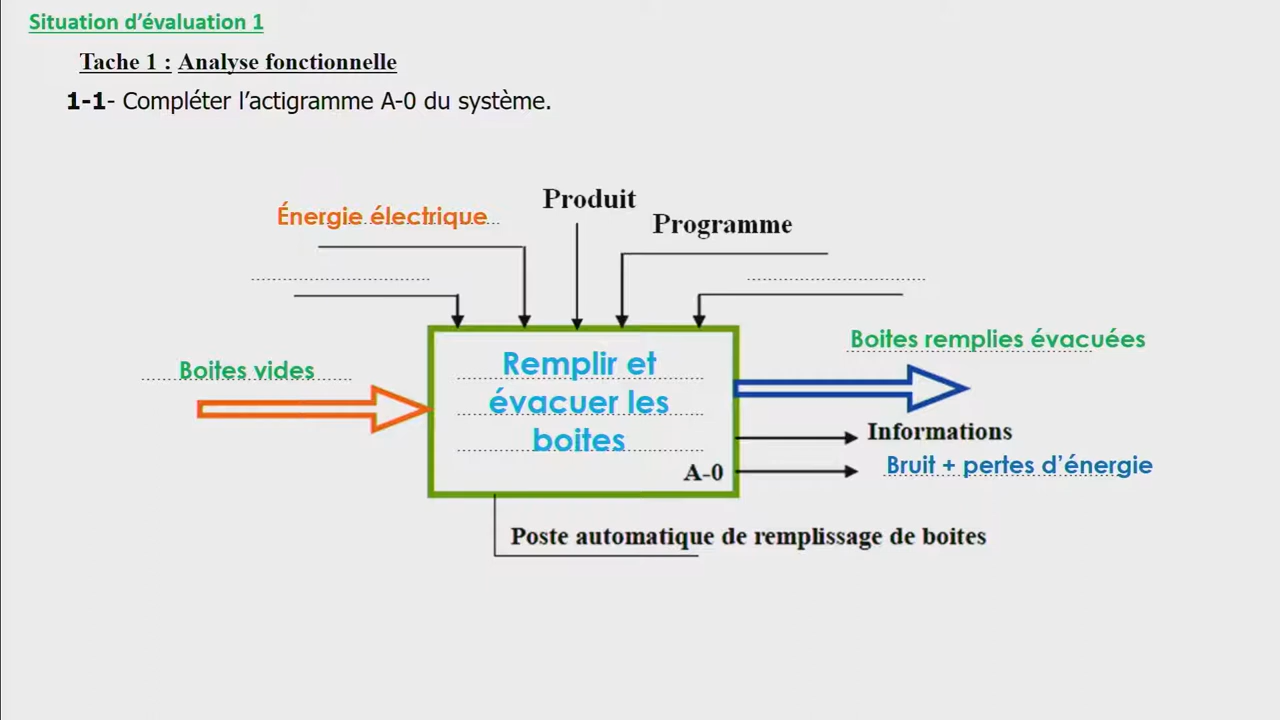 Situation d’évaluation 1
Tache 1 : Analyse fonctionnelle
1-1- Compléter l’actigramme A-0 du système.
Produit
Énergie électrique
Programme
Boites remplies évacuées
Boites vides
Remplir et
évacuer les
boites
Informations
Bruit + pertes d’énergie
A-0
Poste automatique de remplissage de boites